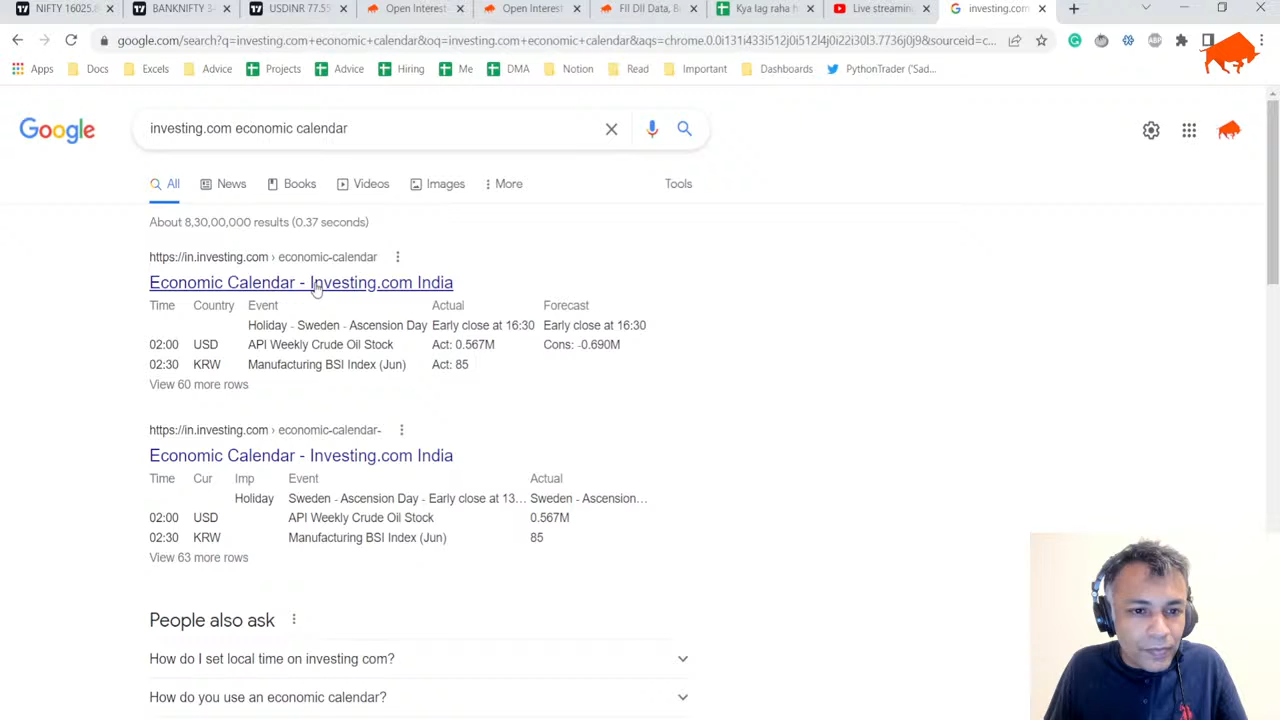 NIFTY 16025.8
BANKNIFTY 34
USDINR 77.55
Open Interest
Open Interest
FII DII Data, B
Kya lag raha h
Live streaming
investing.com
google.com/search?q=investing.com+economic+calendar&oq=investing.com+economic+calendar&aqs=chrome.0.0i131i433i512j0i512l4j0i22i30l3.7736j0j9&sourceid=c...
Apps
Docs
Excels
Advice
Projects
Advice
Hiring
Me
DMA
Notion
Read
Important
Dashboards
PythonTrader ('Sad...
Google
investing.com economic calendar
All
News
Books
Videos
Images
More
Tools
About 8,30,00,000 results (0.37 seconds)
https://in.investing.com › economic-calendar
Economic Calendar - Investing.com India
Time Country Event Actual Forecast
Holiday - Sweden - Ascension Day Early close at 16:30 Early close at 16:30
02:00 USD API Weekly Crude Oil Stock Act: 0.567M Cons: -0.690M
02:30 KRW Manufacturing BSI Index (Jun) Act: 85
View 60 more rows
https://in.investing.com › economic-calendar-
Economic Calendar - Investing.com India
Time Cur Imp Event Actual
Holiday Sweden - Ascension Day - Early close at 13... Sweden - Ascension...
02:00 USD API Weekly Crude Oil Stock 0.567M
02:30 KRW Manufacturing BSI Index (Jun) 85
View 63 more rows
People also ask
How do I set local time on investing com?
How do you use an economic calendar?